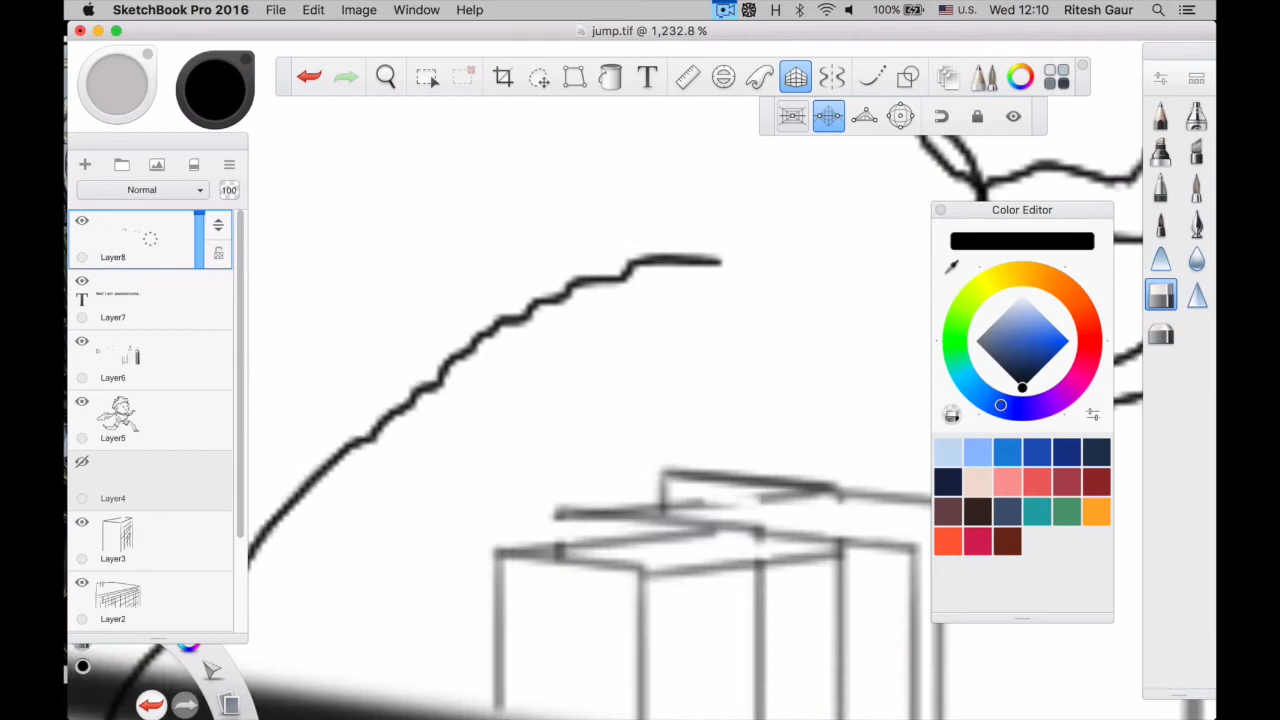 SketchBook Pro 2016 File Edit Image Window Help H 100% U.S. Wed 12:10 Ritesh Gaur
jump.tif @ 1,232.8 %
T
Normal 100
Layer8
T
Layer7
Layer6
Layer5
Layer4
Layer3
Layer2
Color Editor